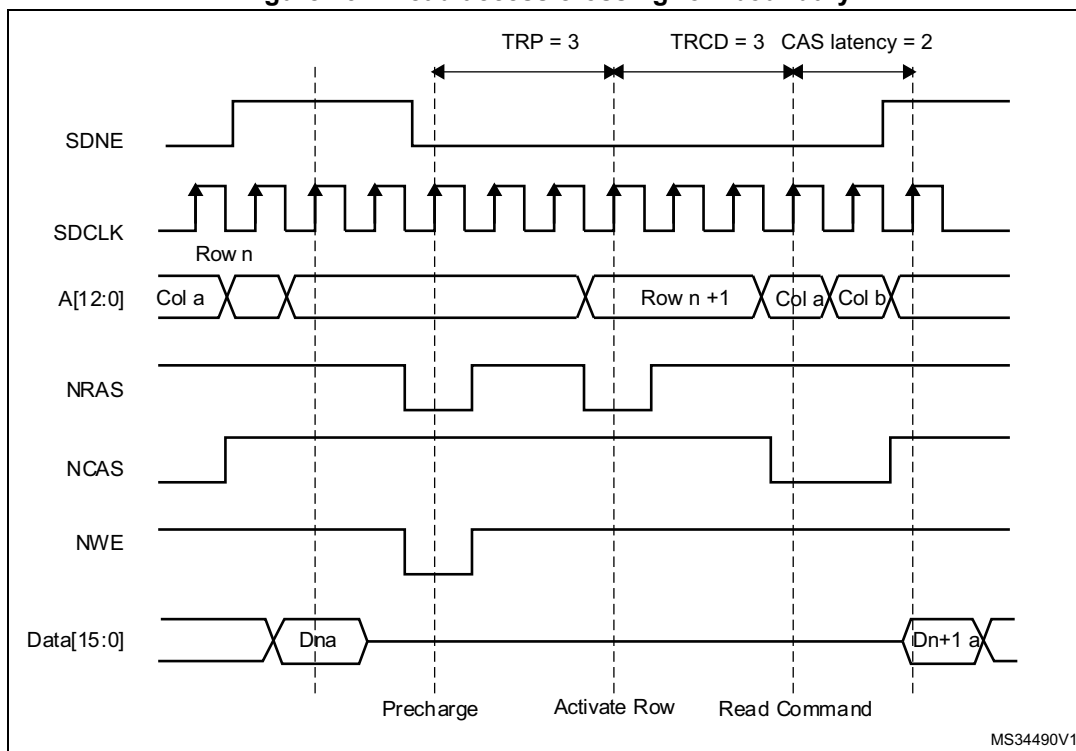 TRP = 3 TRCD = 3 CAS latency = 2
SDNE
SDCLK
Row n
A[12:0] Col a Row n +1 Col a Col b
NRAS
NCAS
NWE
Data[15:0] Dna Dn+1 a
Precharge Activate Row Read Command
MS34490V1